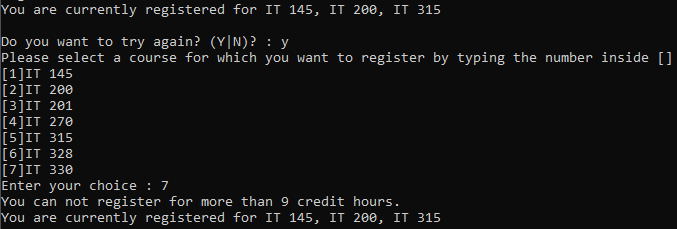 You are currently registered for IT 145, IT 200, IT 315
Do you want to try again? (Y|N)? : y
Please select a course for which you want to register by typing the number inside []
[1]IT 145
[2]IT 200
[3]IT 201
[4]IT 270
[5]IT 315
[6]IT 328
[7]IT 330
Enter your choice : 7
You can not register for more than 9 credit hours.
You are currently registered for IT 145, IT 200, IT 315